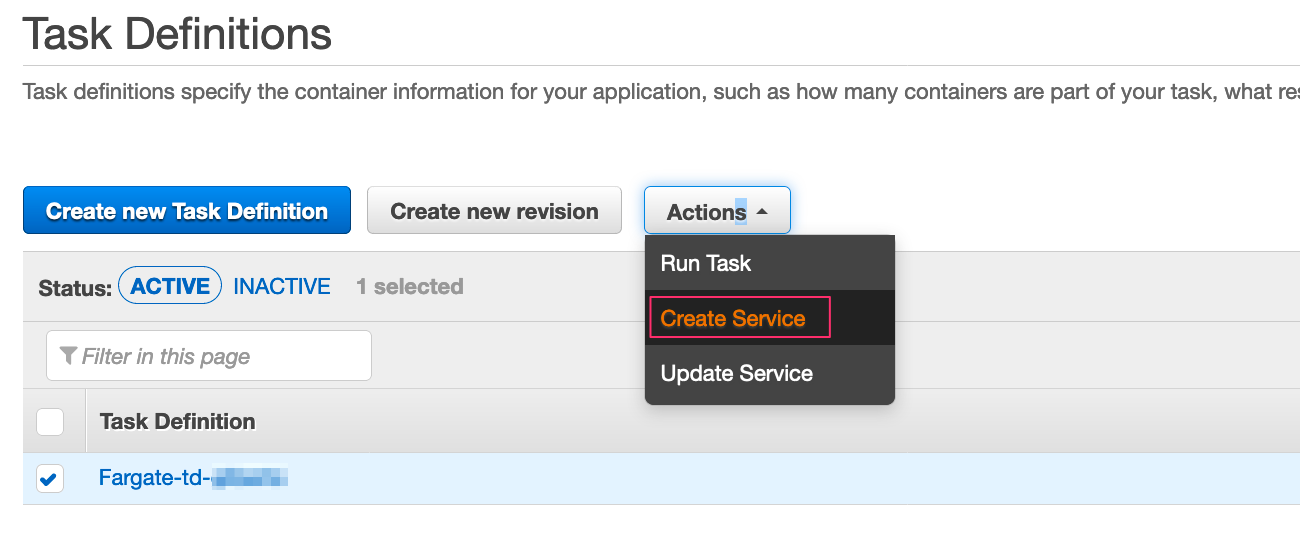 Task Definitions
Task definitions specify the container information for your application, such as how many containers are part of your task, what
Create new Task Definition Create new revision Actions
Run Task
Create Service
Update Service
Status: ACTIVE INACTIVE 1 selected
Filter in this page
Task Definition
Fargate-td-